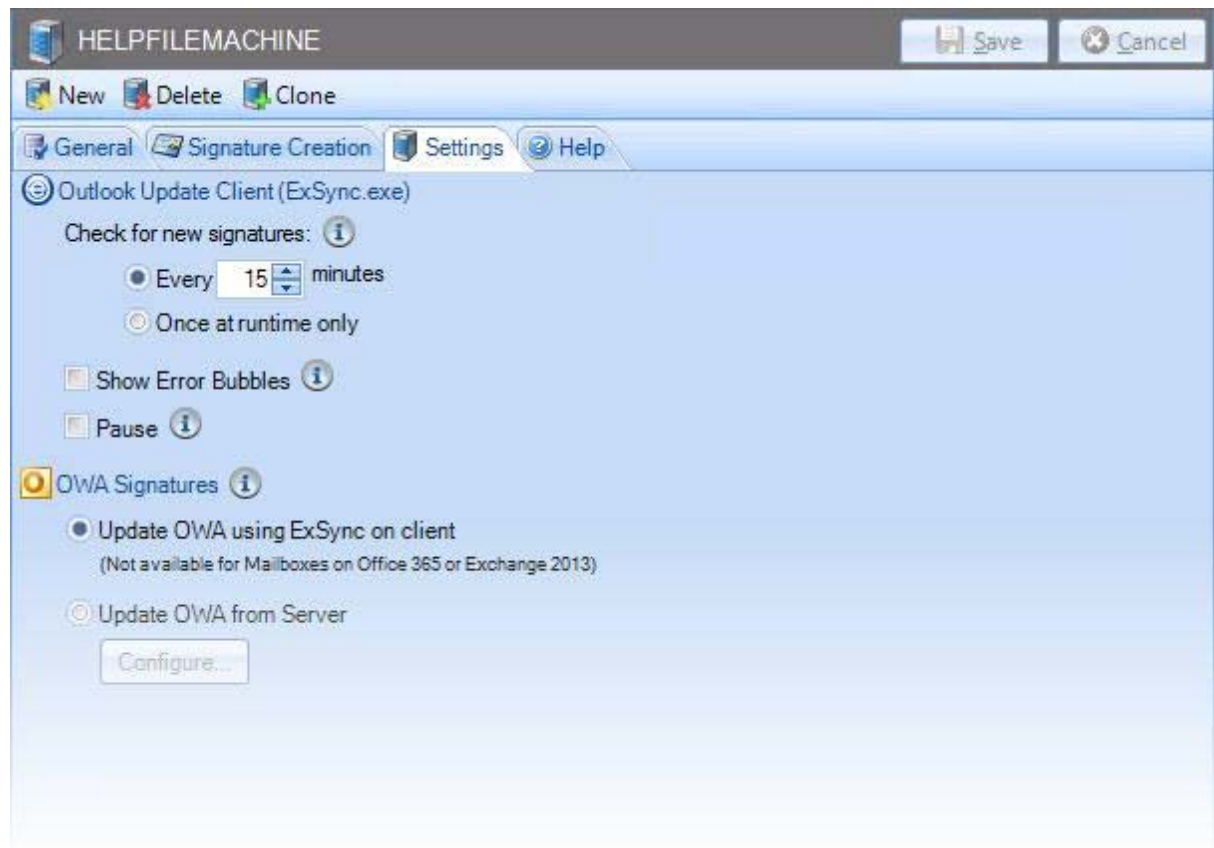 HELPFILEMACHINE
Save
Cancel
New Delete Clone
General Signature Creation Settings Help
Outlook Update Client (ExSync.exe)
Check for new signatures:
Every 15 minutes
Once at runtime only
Show Error Bubbles
Pause
OWA Signatures
Update OWA using ExSync on client
(Not available for Mailboxes on Office 365 or Exchange 2013)
Update OWA from Server
Configure...